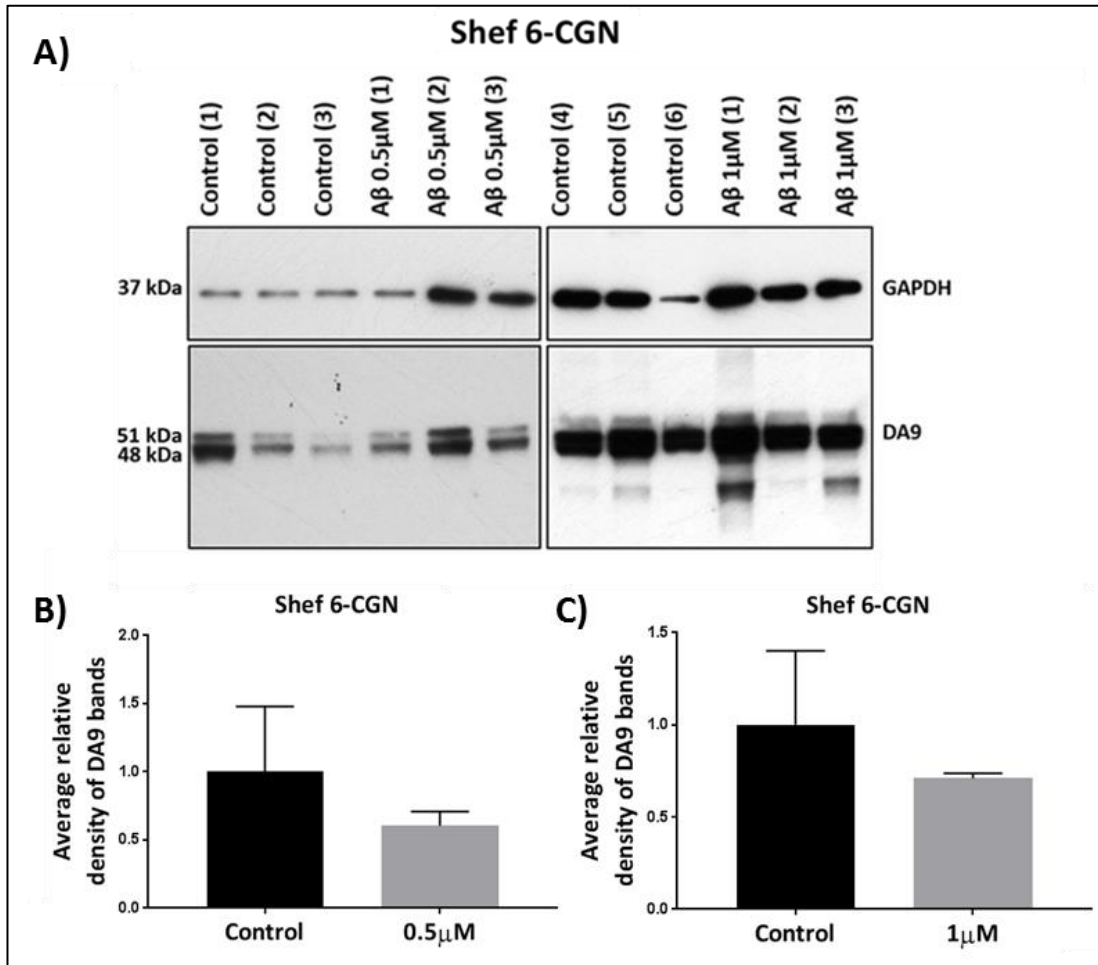 A)
Shef 6-CGN
Control (1)
Control (2)
Control (3)
Aβ 0.5µM (1)
Aβ 0.5µM (2)
Aβ 0.5µM (3)
Control (4)
Control (5)
Control (6)
Aβ 1µM (1)
Aβ 1µM (2)
Aβ 1µM (3)
37 kDa
GAPDH
51 kDa
48 kDa
DA9
B)
Shef 6-CGN
Average relative
density of DA9 bands
2.0
1.5
1.0
0.5
0.0
Control
0.5µM
C)
Shef 6-CGN
Average relative
density of DA9 bands
1.5
1.0
0.5
0.0
Control
1µM